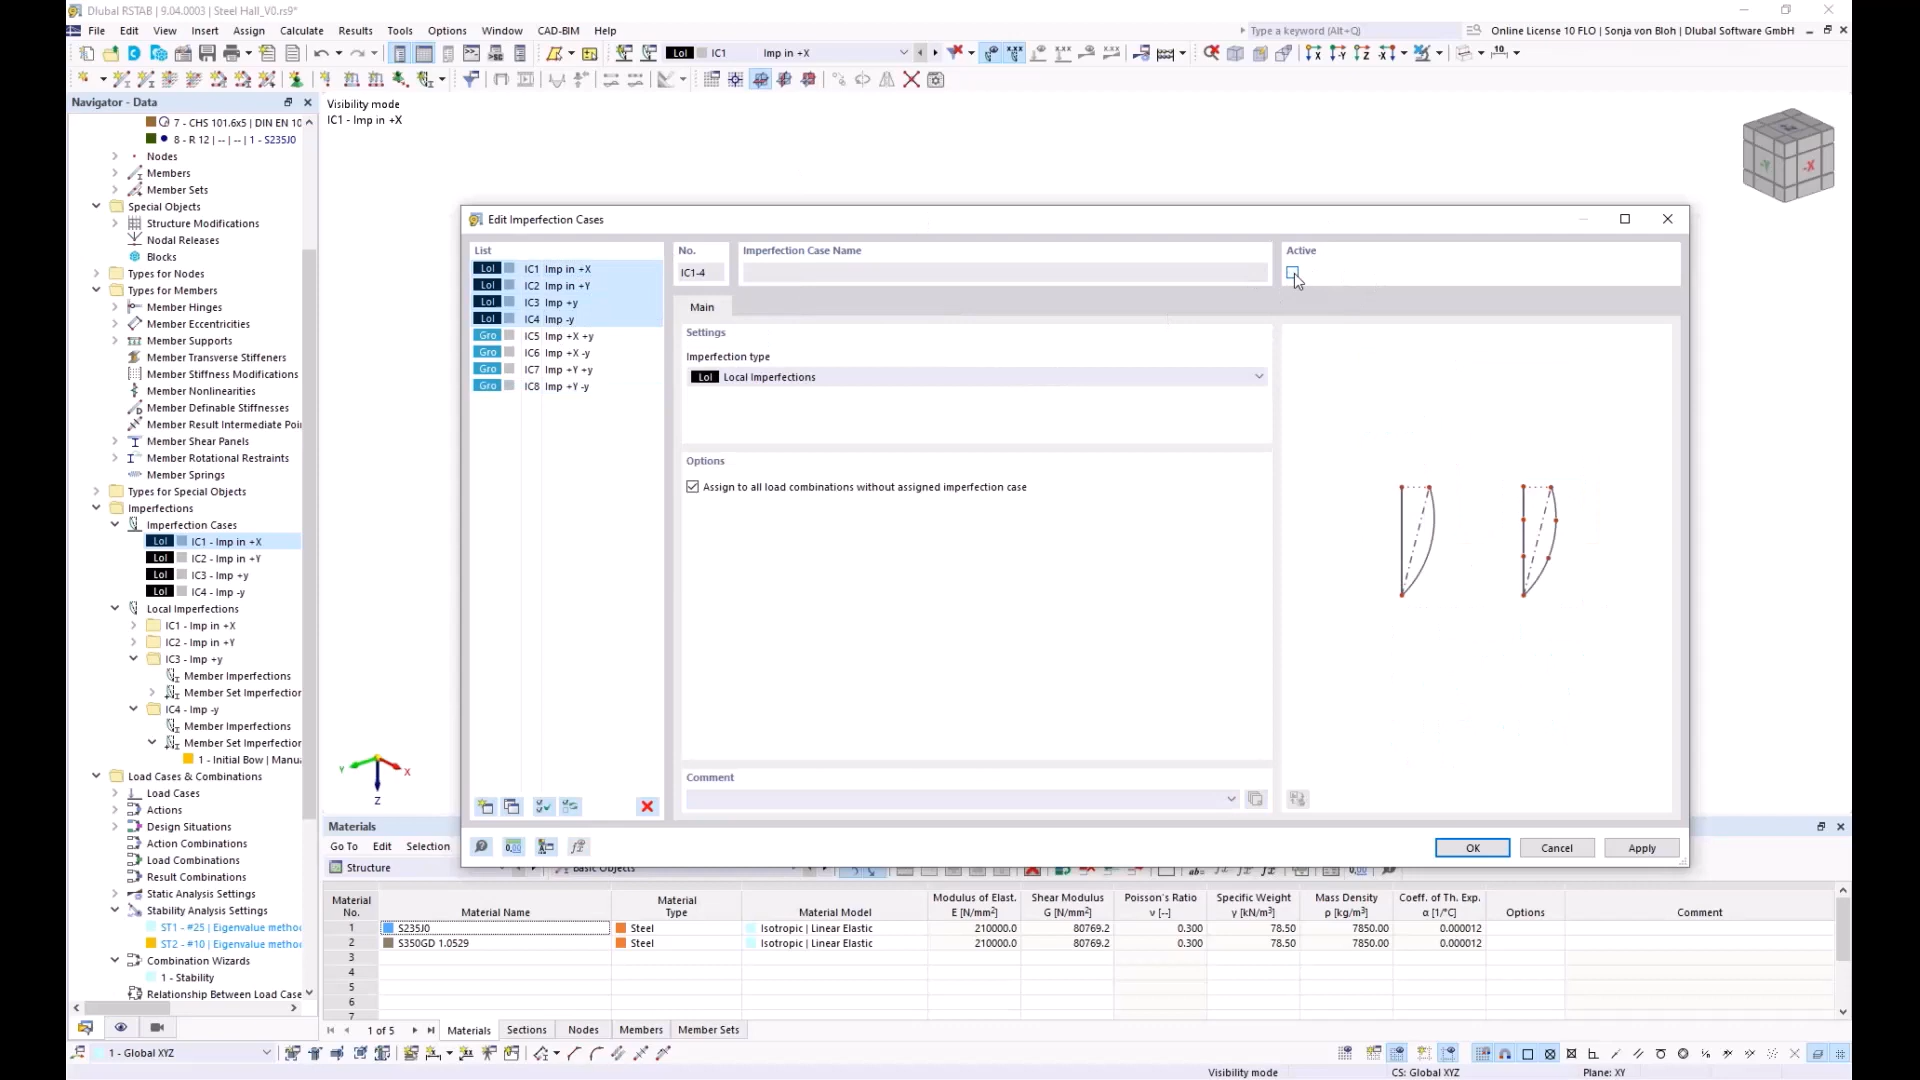 Dlubal RSTAB | 9.04.0003 | Steel Hall_V0.rs9*
File Edit View Insert Assign Calculate Results Tools Options Window CAD-BIM Help
Type a keyword (Alt+Q)
Online License 10 FLO | Sonja von Bloh | Dlubal Software GmbH
LoI IC1 Imp in +X
Navigator - Data
7 - CHS 101.6x5 | DIN EN 10
8 - R 12 | -- | -- | 1 - S235J0
Nodes
Members
Member Sets
Special Objects
Structure Modifications
Nodal Releases
Blocks
Types for Nodes
Types for Members
Member Hinges
Member Eccentricities
Member Supports
Member Transverse Stiffeners
Member Stiffness Modifications
Member Nonlinearities
Member Definable Stiffnesses
Member Result Intermediate Poi
Member Shear Panels
Member Rotational Restraints
Member Springs
Types for Special Objects
Imperfections
Imperfection Cases
LoI IC1 - Imp in +X
LoI IC2 - Imp in +Y
LoI IC3 - Imp +y
LoI IC4 - Imp -y
Local Imperfections
IC1 - Imp in +X
IC2 - Imp in +Y
IC3 - Imp +y
Member Imperfections
Member Set Imperfection
IC4 - Imp -y
Member Imperfections
Member Set Imperfection
1 - Initial Bow | Manu
Load Cases & Combinations
Load Cases
Actions
Design Situations
Action Combinations
Load Combinations
Result Combinations
Static Analysis Settings
Stability Analysis Settings
ST1 - #25 | Eigenvalue metho
ST2 - #10 | Eigenvalue metho
Combination Wizards
1 - Stability
Relationship Between Load Case
Visibility mode
IC1 - Imp in +X
-Z
-Y
-X
Y
X
Z
Edit Imperfection Cases
List
LoI IC1 Imp in +X
LoI IC2 Imp in +Y
LoI IC3 Imp +y
LoI IC4 Imp -y
Gro IC5 Imp +X +y
Gro IC6 Imp +X -y
Gro IC7 Imp +Y +y
Gro IC8 Imp +Y -y
No.
IC1-4
Imperfection Case Name
Active
Main
Settings
Imperfection type
LoI Local Imperfections
Options
Assign to all load combinations without assigned imperfection case
Comment
OK Cancel Apply
Materials
Go To Edit Selection
Structure
Basic Objects
Material No. Material Name Material Type Material Model Modulus of Elast. E [N/mm²] Shear Modulus G [N/mm²] Poisson's Ratio ν [--] Specific Weight γ [kN/m³] Mass Density ρ [kg/m³] Coeff. of Th. Exp. α [1/°C] Options Comment
1 S235J0 Steel Isotropic | Linear Elastic 210000.0 80769.2 0.300 78.50 7850.00 0.000012
2 S350GD 1.0529 Steel Isotropic | Linear Elastic 210000.0 80769.2 0.300 78.50 7850.00 0.000012
3
4
5
6
7
1 of 5 Materials Sections Nodes Members Member Sets
1 - Global XYZ
Visibility mode CS: Global XYZ Plane: XY